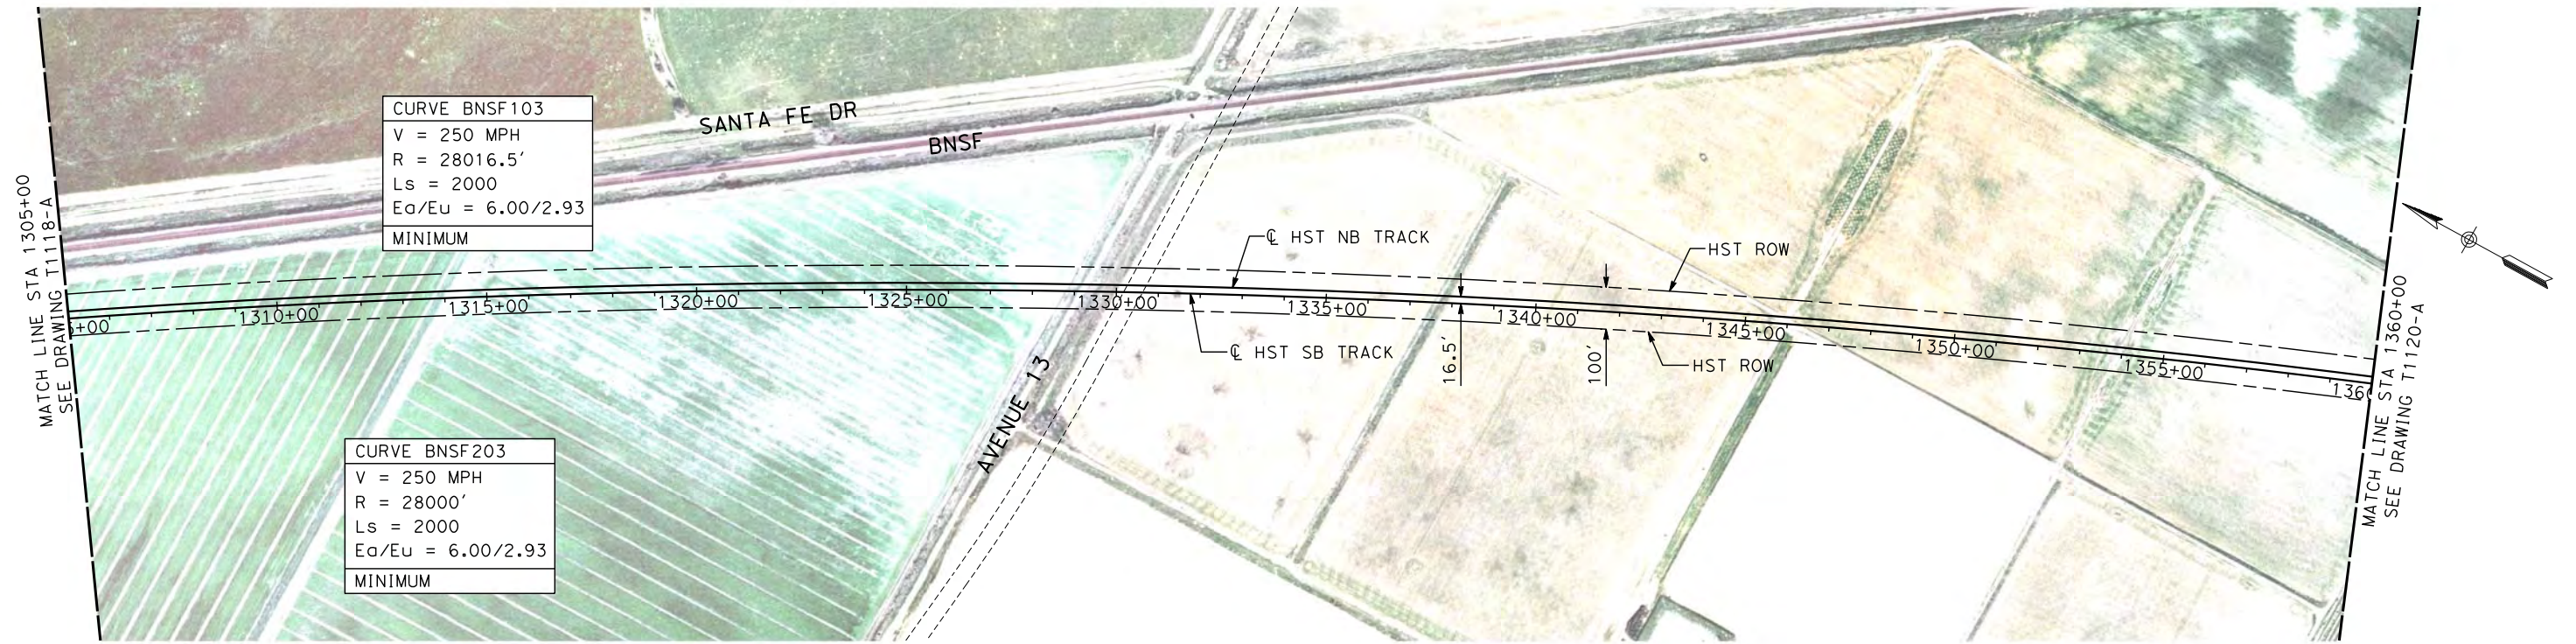 MATCH LINE STA 1305+00
SEE DRAWING T1118-A
CURVE BNSF103
V = 250 MPH
R = 28016.5'
Ls = 2000
Ea/Eu = 6.00/2.93
MINIMUM
SANTA FE DR
BNSF
℄ HST NB TRACK
HST ROW
5+00
1310+00
1315+00
1320+00
1325+00
1330+00
1335+00
1340+00
1345+00
1350+00
1355+00
1360
℄ HST SB TRACK
16.5'
100'
HST ROW
AVENUE 13
CURVE BNSF203
V = 250 MPH
R = 28000'
Ls = 2000
Ea/Eu = 6.00/2.93
MINIMUM
MATCH LINE STA 1360+00
SEE DRAWING T1120-A